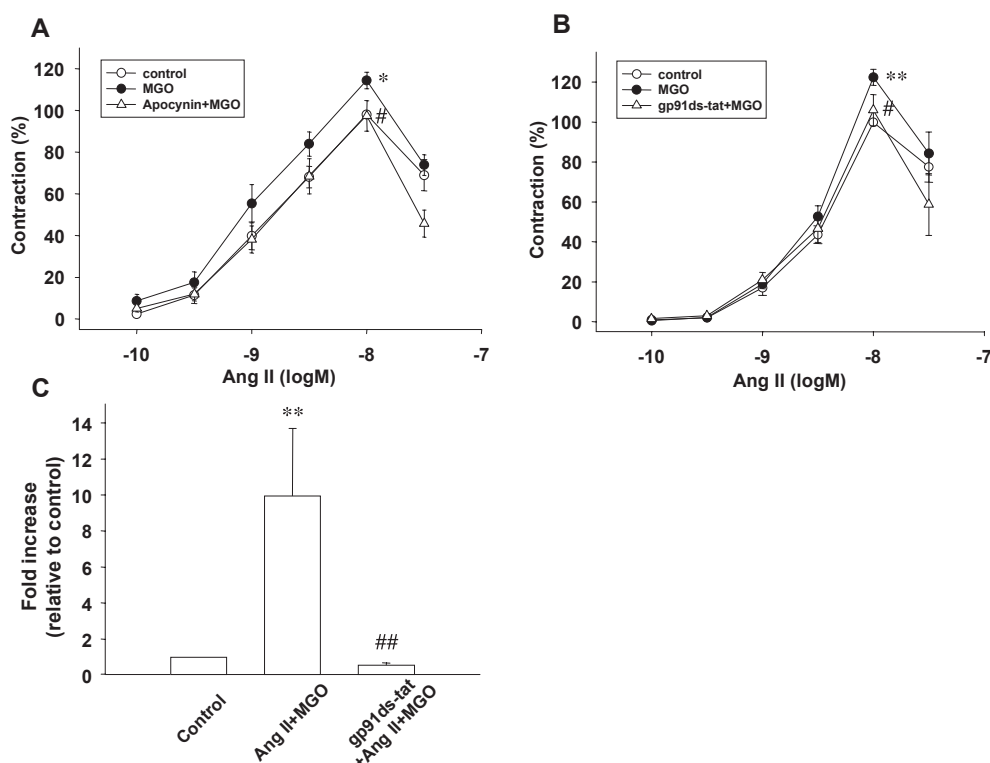 A
control
MGO
Apocynin+MGO
*
#
Contraction (%)
120
100
80
60
40
20
0
-10
-9
-8
-7
Ang II (logM)
B
control
MGO
gp91ds-tat+MGO
**
#
Contraction (%)
120
100
80
60
40
20
0
-10
-9
-8
-7
Ang II (logM)
C
**
##
Fold increase
(relative to control)
14
12
10
8
6
4
2
0
Control
Ang II+MGO
gp91ds-tat
+Ang II+MGO